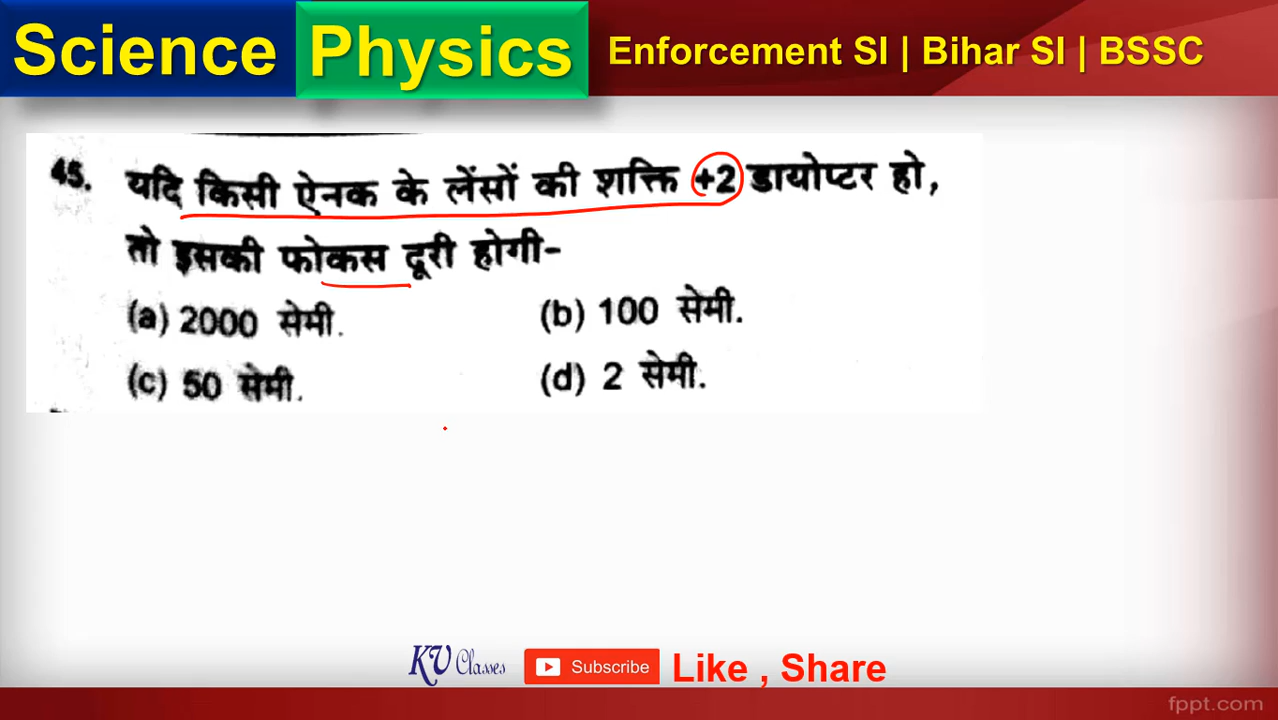 Science Physics Enforcement SI | Bihar SI | BSSC
45. यदि किसी ऐनक के लेंसों की शक्ति +2 डायोप्टर हो,
तो इसकी फोकस दूरी होगी-
(a) 2000 सेमी. (b) 100 सेमी.
(c) 50 सेमी. (d) 2 सेमी.
KV Classes Subscribe Like , Share
fppt.com